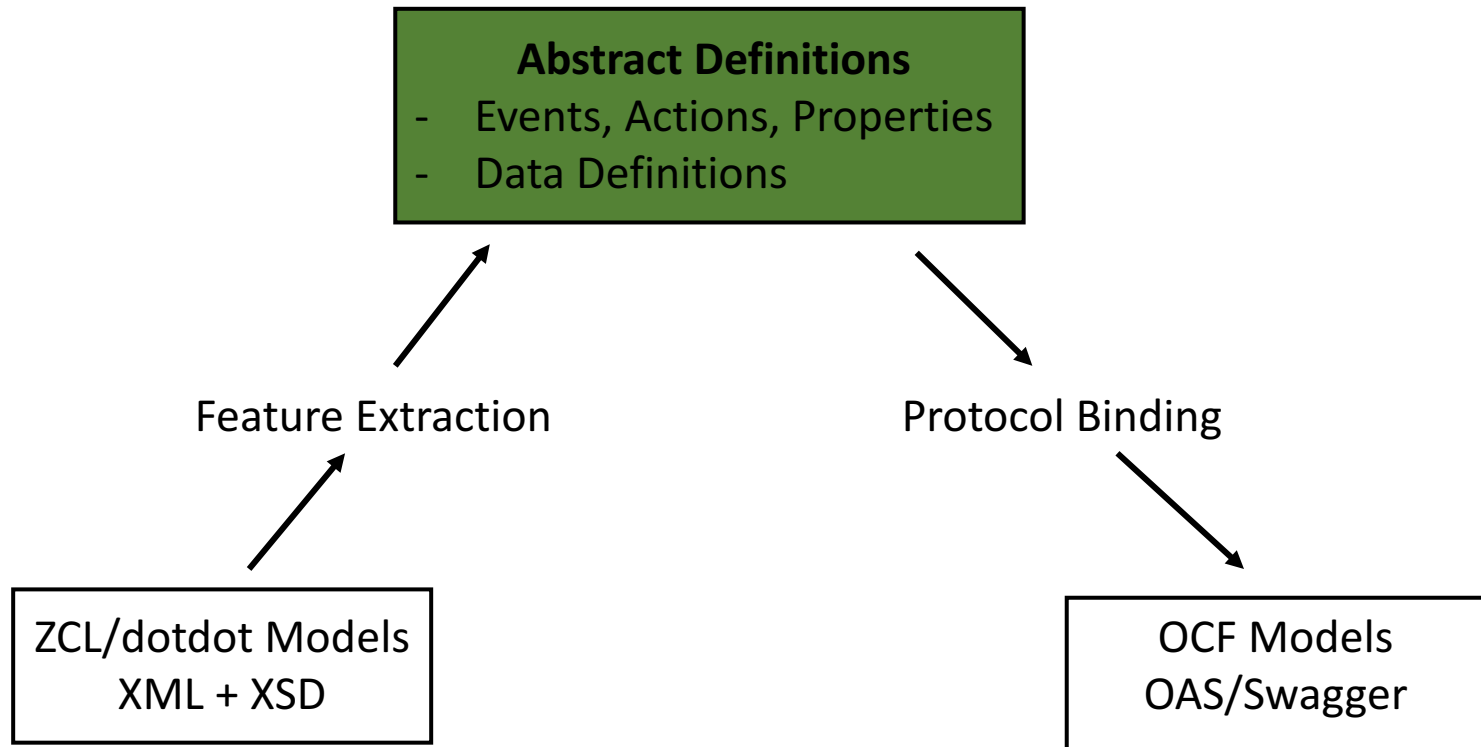 Abstract Definitions
- Events, Actions, Properties
- Data Definitions
Feature Extraction
Protocol Binding
ZCL/dotdot Models
XML + XSD
OCF Models
OAS/Swagger